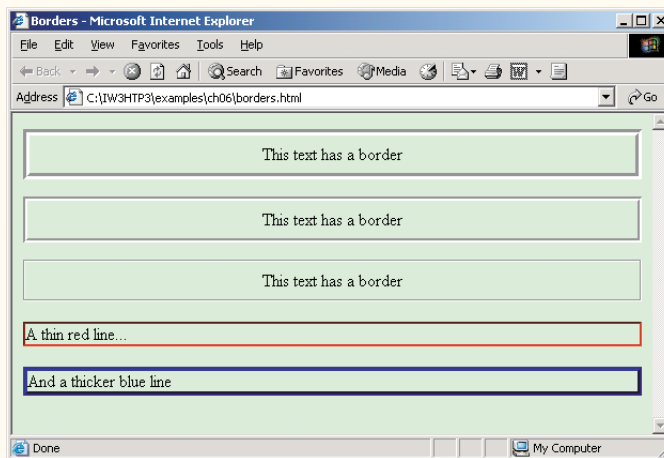 Borders - Microsoft Internet Explorer
File Edit View Favorites Tools Help
Back Search Favorites Media
Address C:\IW3HTP3\examples\ch06\borders.html Go
This text has a border
This text has a border
This text has a border
A thin red line...
And a thicker blue line
Done My Computer